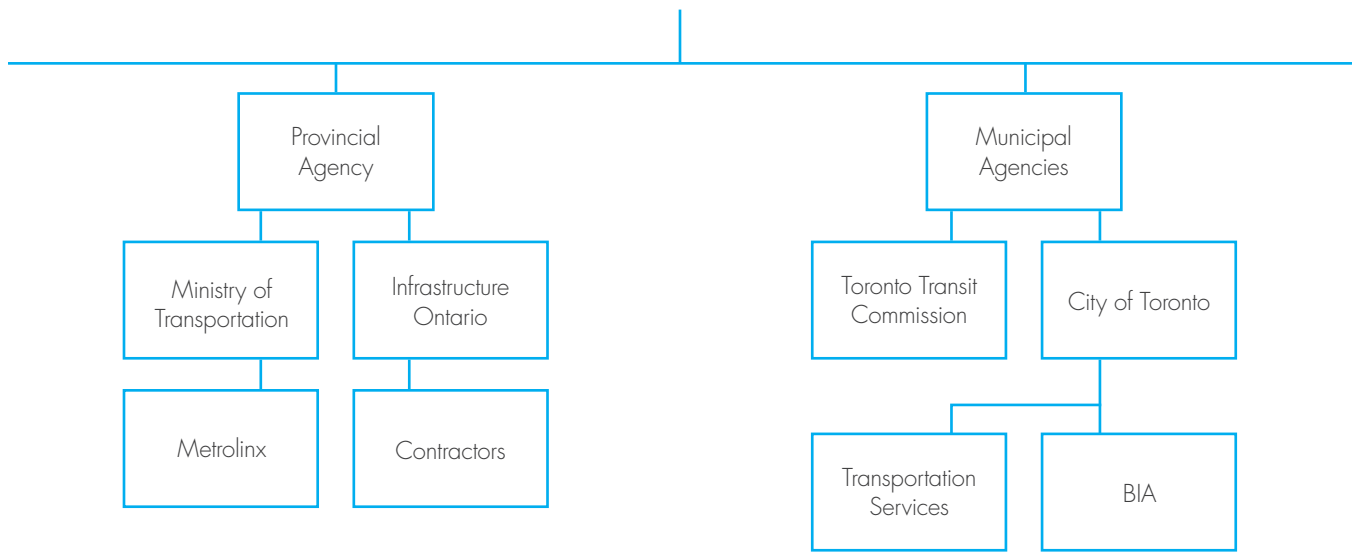 Provincial
Agency
Municipal
Agencies
Ministry of
Transportation
Infrastructure
Ontario
Toronto Transit
Commission
City of Toronto
Metrolinx
Contractors
Transportation
Services
BIA